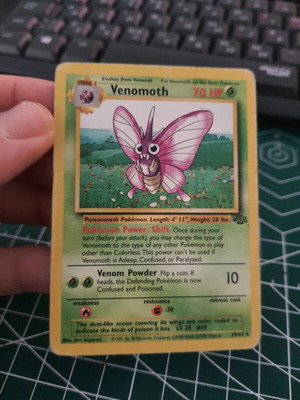 Evolves from Venonat Put Venomoth on the Basic Pokémon
STAGE 1
Venomoth 70 HP
Poisonmoth Pokémon. Length: 4' 11", Weight: 28 lbs.
Pokémon Power: Shift Once during your
turn (before your attack), you may change the type of
Venomoth to the type of any other Pokémon in play
other than Colorless. This power can't be used if
Venomoth is Asleep, Confused, or Paralyzed.
Venom Powder Flip a coin. If
heads, the Defending Pokémon is now
Confused and Poisoned.
10
weakness resistance retreat cost
-30
The dust-like scales covering its wings are color coded to
indicate the kinds of poison it has. LV. 28 #49